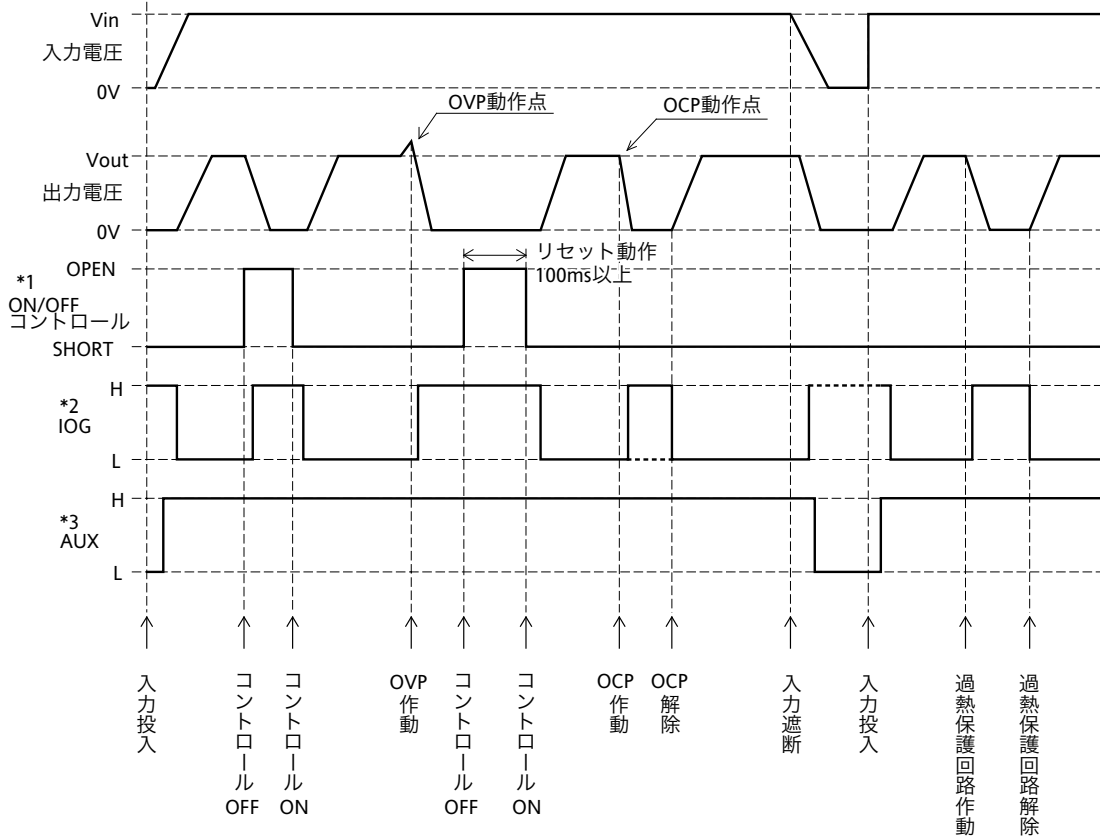 Vin
入力電圧
0V
OVP動作点
OCP動作点
Vout
出力電圧
0V
リセット動作
100ms以上
OPEN
*1
ON/OFF
コントロール
SHORT
H
*2
IOG
L
H
*3
AUX
L
入力投入
コントロールOFF
コントロールON
OVP作動
コントロールOFF
コントロールON
OCP作動
OCP解除
入力遮断
入力投入
過熱保護回路作動
過熱保護回路解除